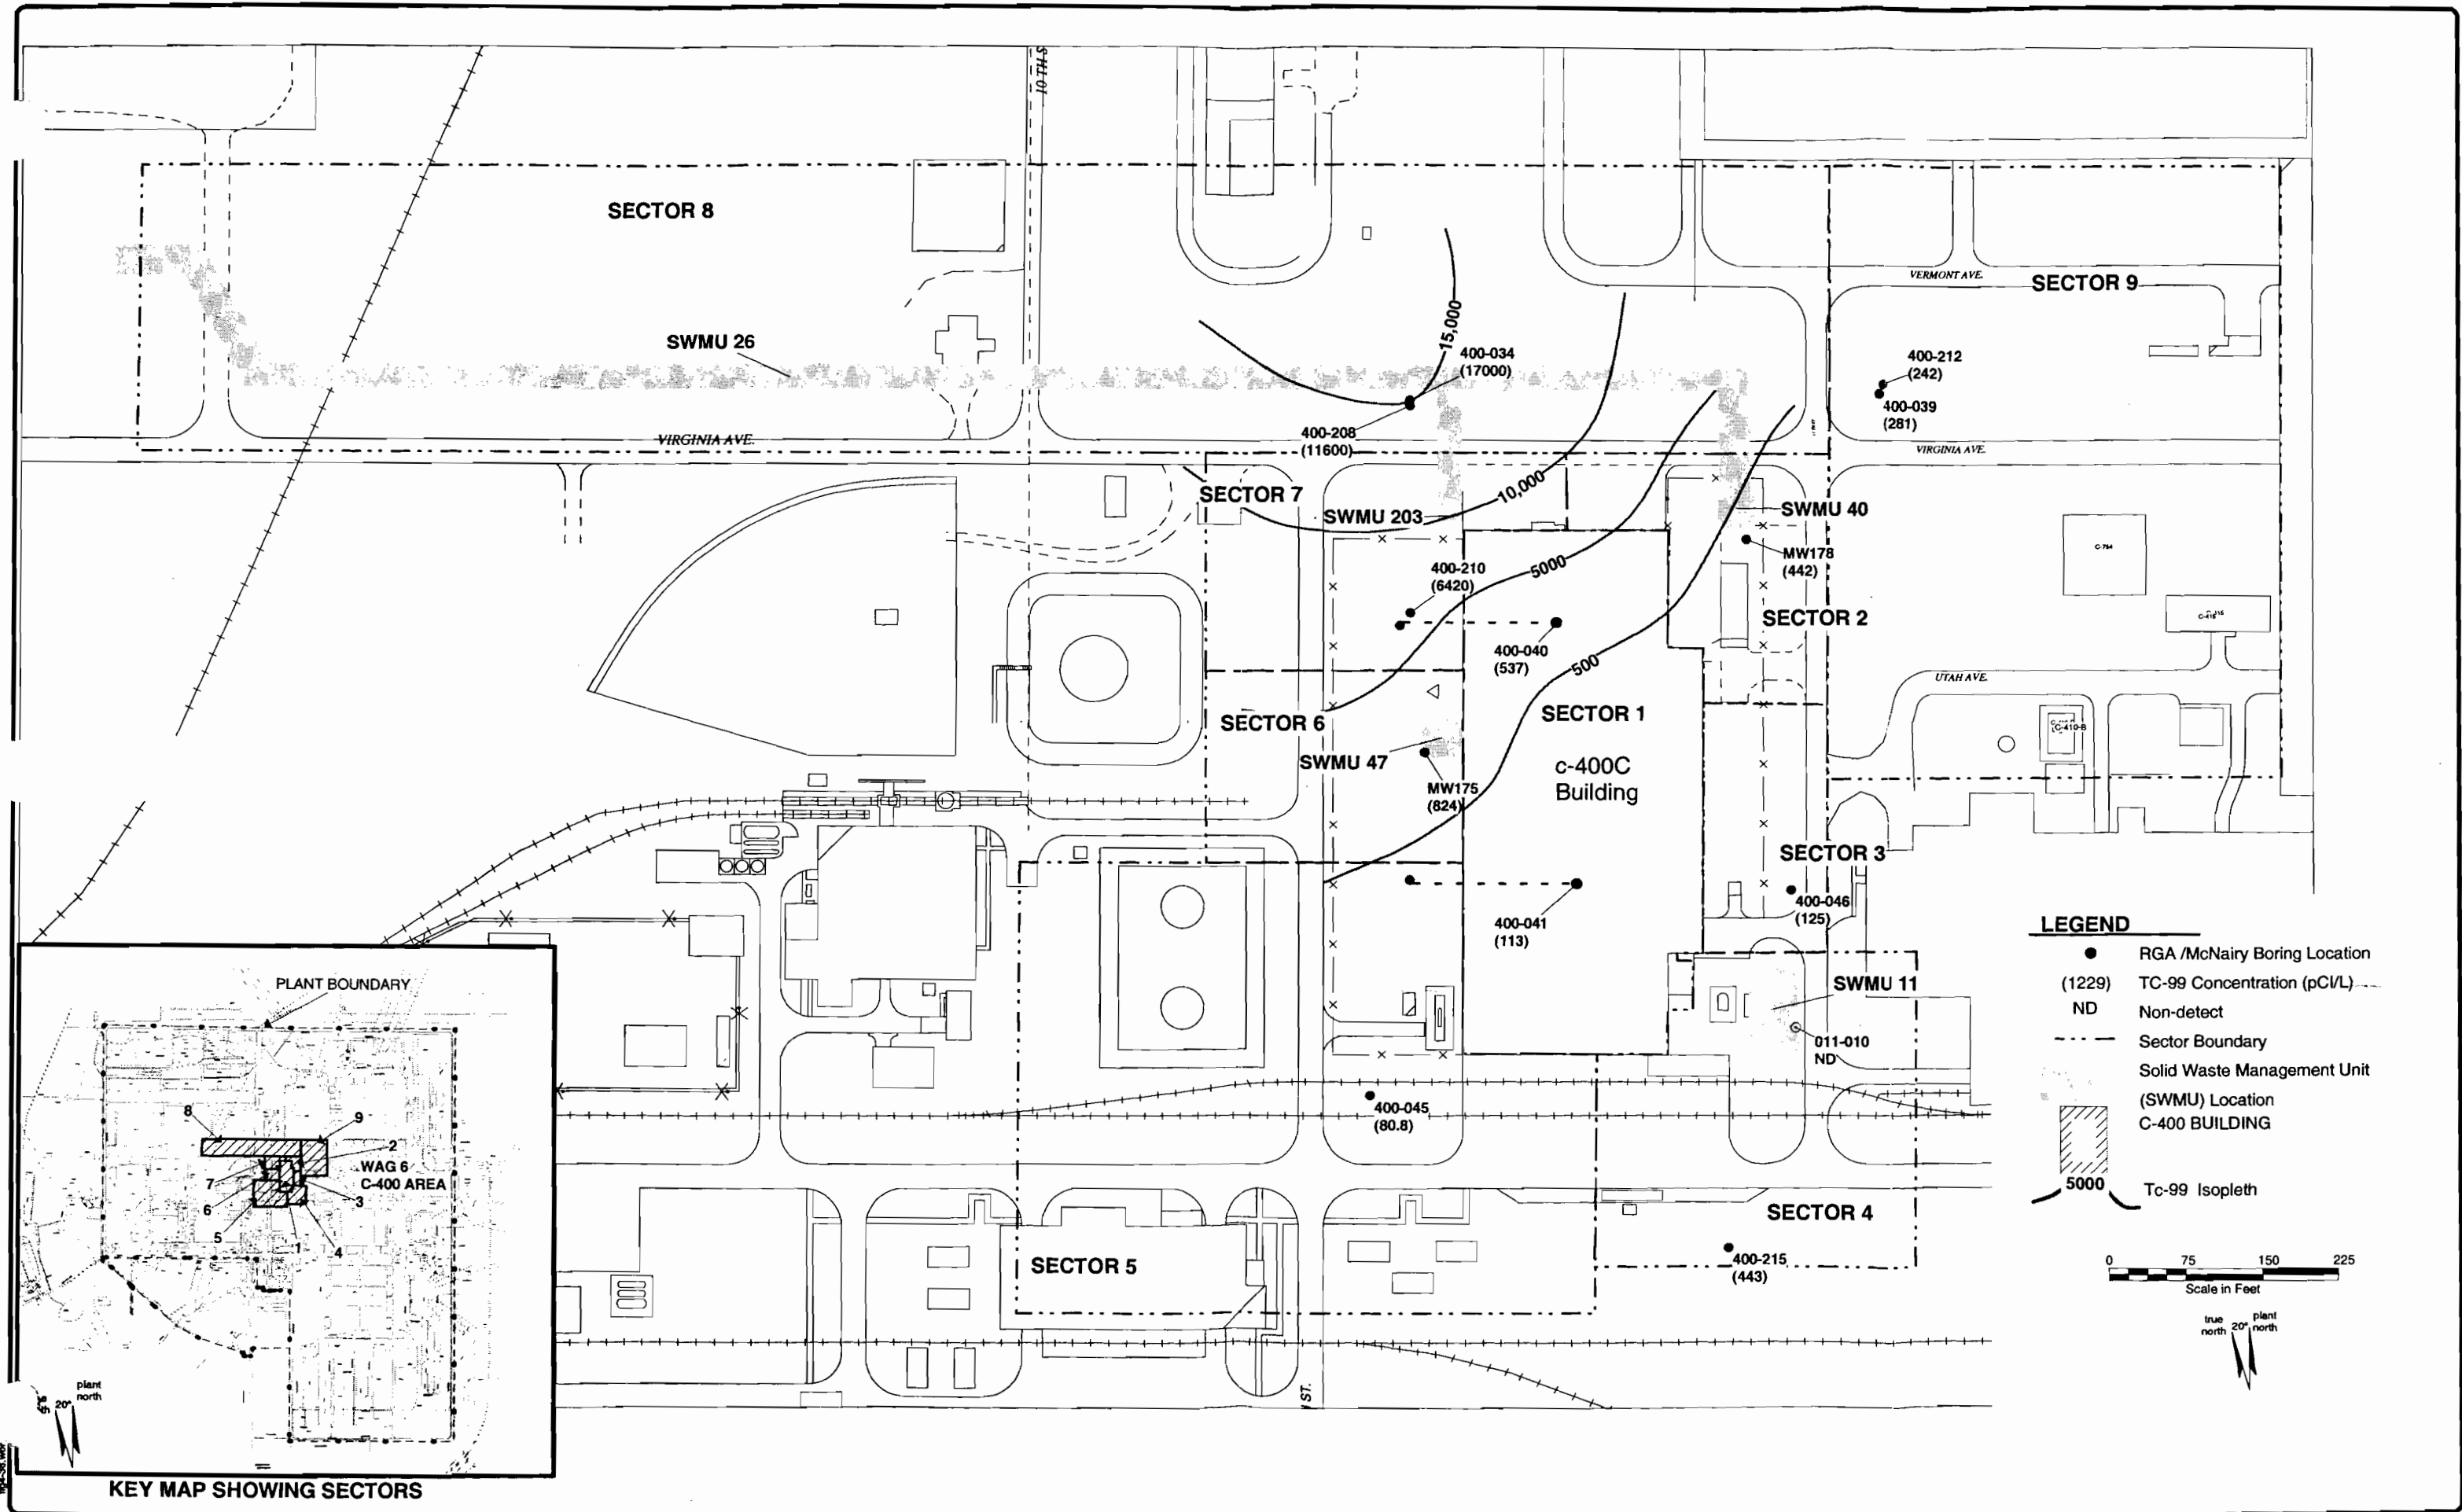 10 TH S
SECTOR 8
SWMU 26
VIRGINIA AVE.
15,000
400-034
(17000)
400-208
(11600)
VERMONT AVE.
SECTOR 9
400-212
(242)
400-039
(281)
VIRGINIA AVE.
SECTOR 7
SWMU 203
10,000
SWMU 40
MW178
(442)
C-764
400-210
(6420)
5000
SECTOR 2
400-040
(537)
500
UTAH AVE.
C-410-B
SECTOR 6
SECTOR 1
SWMU 47
c-400C
Building
MW175
(824)
SECTOR 3
400-046
(125)
400-041
(113)
SWMU 11
011-010
ND
400-045
(80.8)
SECTOR 4
400-215
(443)
SECTOR 5
ST.
LEGEND
RGA /McNairy Boring Location
(1229) TC-99 Concentration (pCi/L)
ND Non-detect
Sector Boundary
Solid Waste Management Unit
(SWMU) Location
C-400 BUILDING
5000 Tc-99 Isopleth
0 75 150 225
Scale in Feet
true north 20° plant north
PLANT BOUNDARY
8
9
2
WAG 6
C-400 AREA
7
3
6
5
1
4
plant
north
20°
KEY MAP SHOWING SECTORS